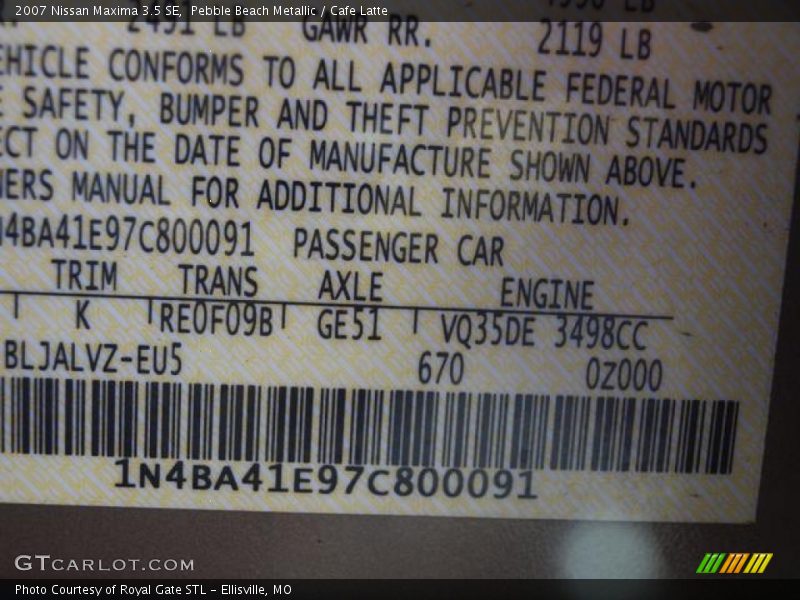 2007 Nissan Maxima 3.5 SE, Pebble Beach Metallic / Cafe Latte
2491 LB GAWR RR. 2119 LB
EHICLE CONFORMS TO ALL APPLICABLE FEDERAL MOTOR
E SAFETY, BUMPER AND THEFT PREVENTION STANDARDS
ECT ON THE DATE OF MANUFACTURE SHOWN ABOVE.
NERS MANUAL FOR ADDITIONAL INFORMATION.
N4BA41E97C800091 PASSENGER CAR
TRIM TRANS AXLE ENGINE
K RE0F09B GE51 VQ35DE 3498CC
BLJALVZ-EU5 670 0Z000
1N4BA41E97C800091
GTCARLOT.COM
Photo Courtesy of Royal Gate STL - Ellisville, MO